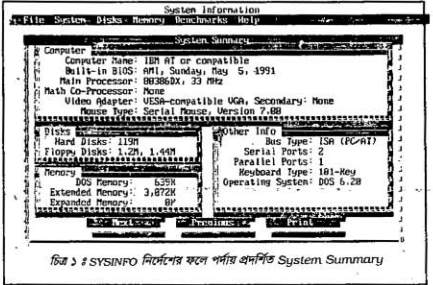 System Information
File System Disks Memory Benchmarks Help
System Summary
Computer
Computer Name: IBM AT or compatible
Built-in BIOS: AMI, Sunday, May 5, 1991
Main Processor: 80386DX, 33 MHz
Math Co-Processor: None
Video Adapter: VESA-compatible VGA, Secondary: None
Mouse Type: Serial Mouse, Version 7.00
Disks
Hard Disks: 119M
Floppy Disks: 1.2M, 1.44M
Memory
DOS Memory: 639K
Extended Memory: 3,072K
Expanded Memory: 0K
Other Info
Bus Type: ISA (PC/AT)
Serial Ports: 2
Parallel Ports: 1
Keyboard Type: 101-Key
Operating System: DOS 6.20
Next Previous Print
চিত্র ১ ঃ SYSINFO নির্দেশের ফলে পর্দায় প্রদর্শিত System Summary